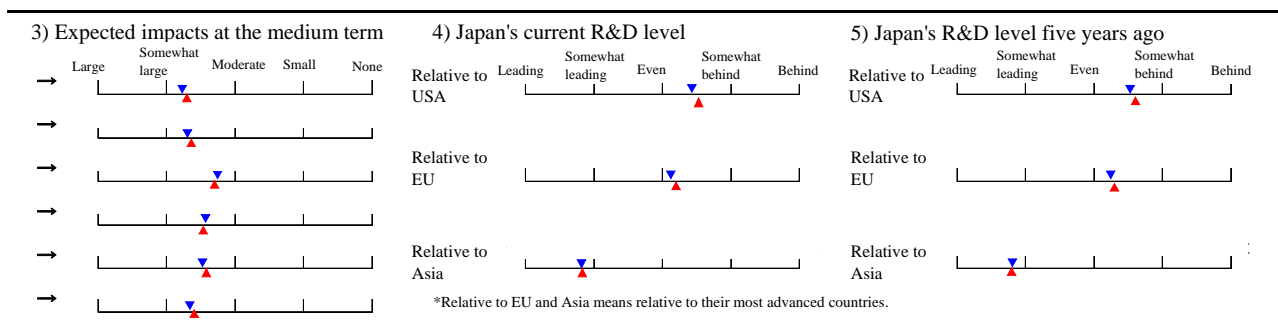 3) Expected impacts at the medium term
Large
Somewhat
large
Moderate
Small
None
4) Japan's current R&D level
Leading
Somewhat
leading
Even
Somewhat
behind
Behind
Relative to
USA
Relative to
EU
Relative to
Asia
*Relative to EU and Asia means relative to their most advanced countries.
5) Japan's R&D level five years ago
Leading
Somewhat
leading
Even
Somewhat
behind
Behind
Relative to
USA
Relative to
EU
Relative to
Asia